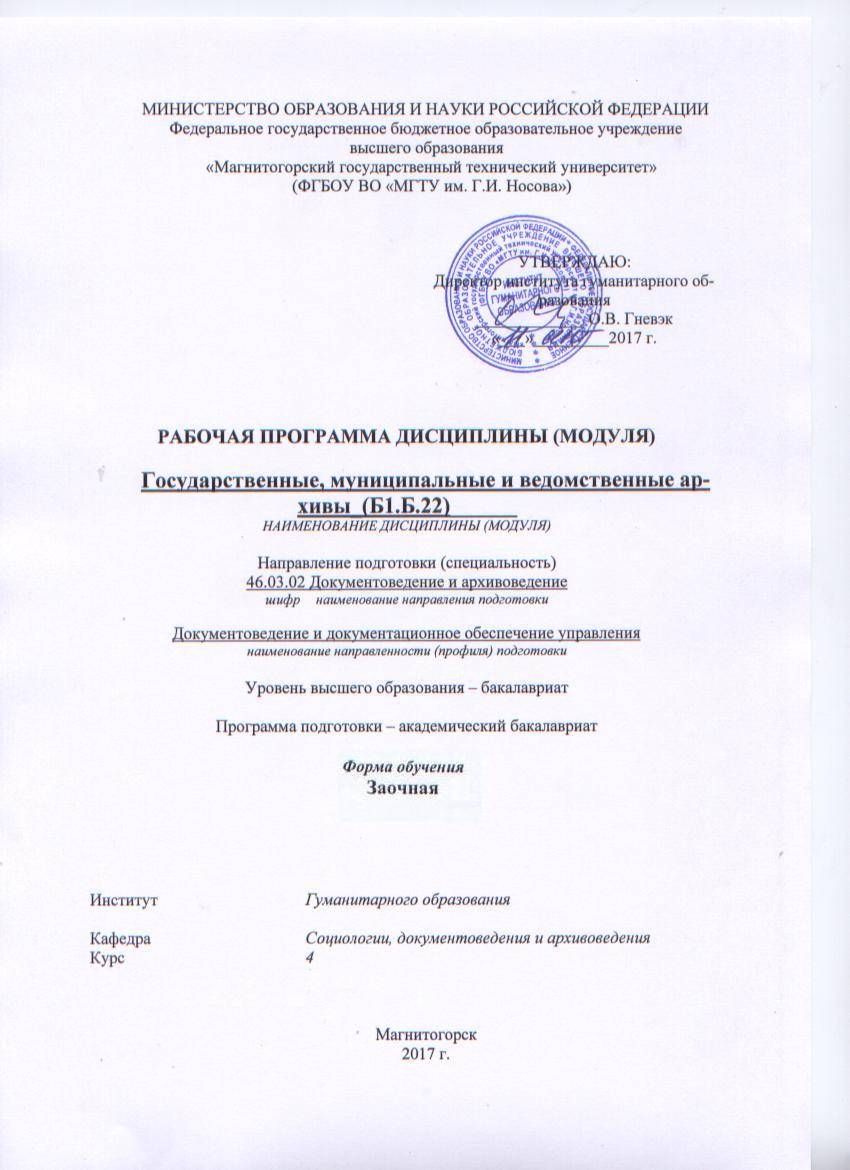 МИНИСТЕРСТВО ОБРАЗОВАНИЯ И НАУКИ РОССИЙСКОЙ ФЕДЕРАЦИИ
Федеральное государственное бюджетное образовательное учреждение
высшего образования
«Магнитогорский государственный технический университет»
(ФГБОУ ВО «МГТУ им. Г.И. Носова»)
УТВЕРЖДАЮ:
Директор института гуманитарного об-
разования
О.В. Гневэк
«11» 2017 г.
ИНСТИТУТ
ГУМАНИТАРНОГО
ОБРАЗОВАНИЯ
РАБОЧАЯ ПРОГРАММА ДИСЦИПЛИНЫ (МОДУЛЯ)
Государственные, муниципальные и ведомственные ар-
хивы (Б1.Б.22)
НАИМЕНОВАНИЕ ДИСЦИПЛИНЫ (МОДУЛЯ)
Направление подготовки (специальность)
46.03.02 Документоведение и архивоведение
шифр наименование направления подготовки
Документоведение и документационное обеспечение управления
наименование направленности (профиля) подготовки
Уровень высшего образования – бакалавриат
Программа подготовки – академический бакалавриат
Форма обучения
Заочная
Институт Гуманитарного образования
Кафедра Социологии, документоведения и архивоведения
Курс 4
Магнитогорск
2017 г.